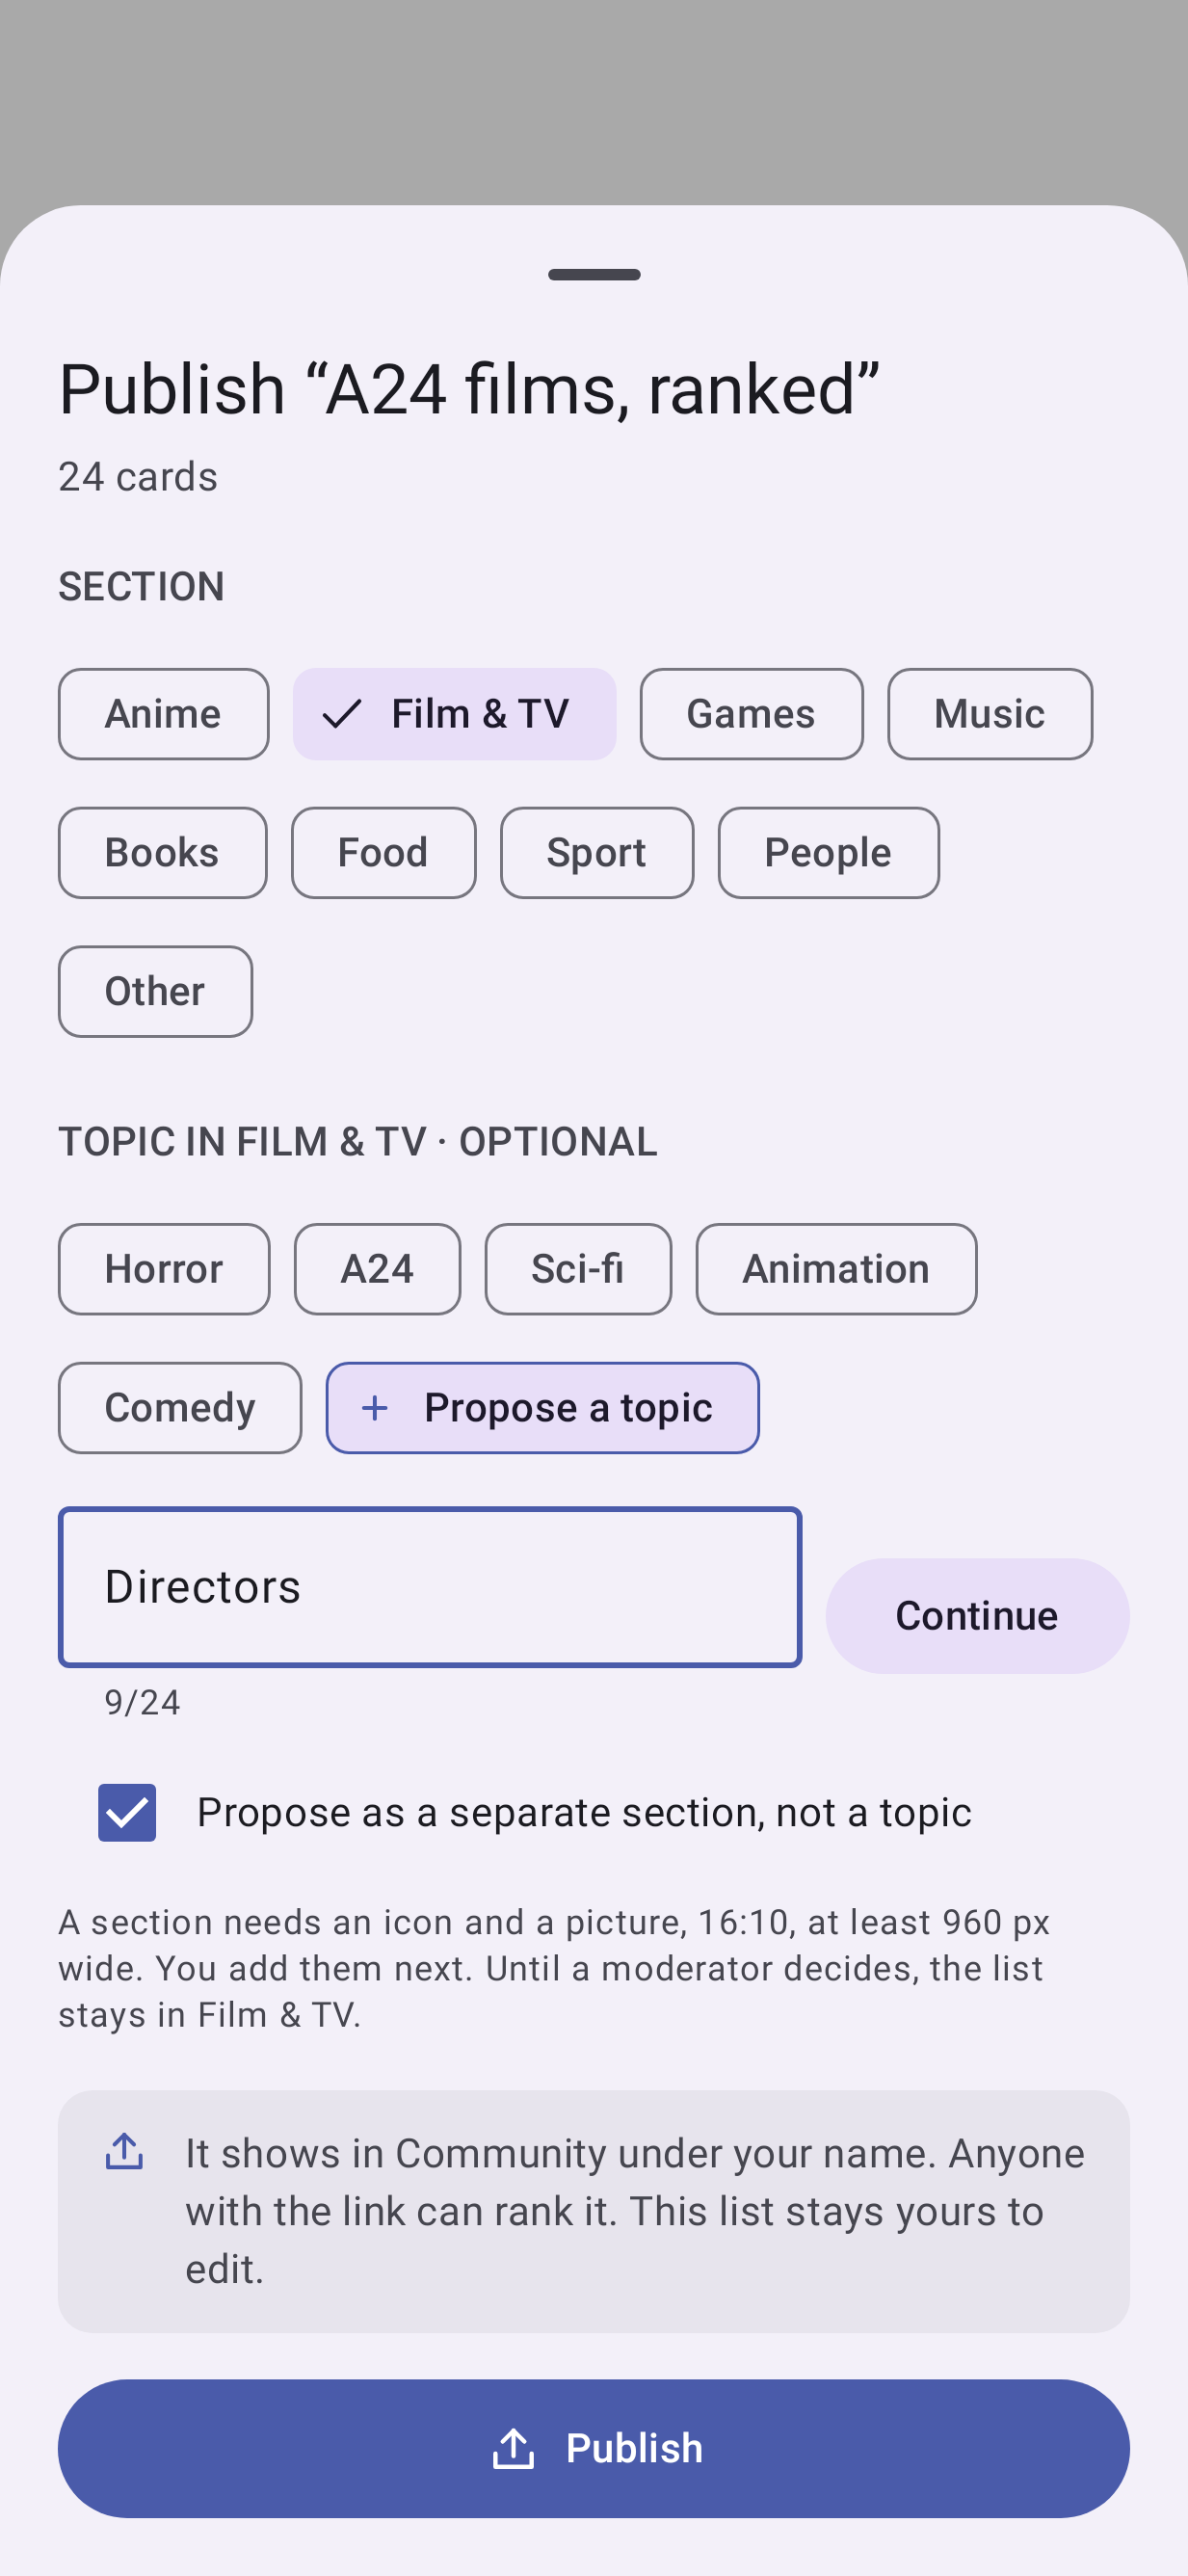 Publish “A24 films, ranked”
24 cards
SECTION
Anime
Film & TV
Games
Music
Books
Food
Sport
People
Other
TOPIC IN FILM & TV · OPTIONAL
Horror
A24
Sci-fi
Animation
Comedy
Propose a topic
Directors
Continue
9/24
Propose as a separate section, not a topic
A section needs an icon and a picture, 16:10, at least 960 px
wide. You add them next. Until a moderator decides, the list
stays in Film & TV.
It shows in Community under your name. Anyone
with the link can rank it. This list stays yours to
edit.
Publish